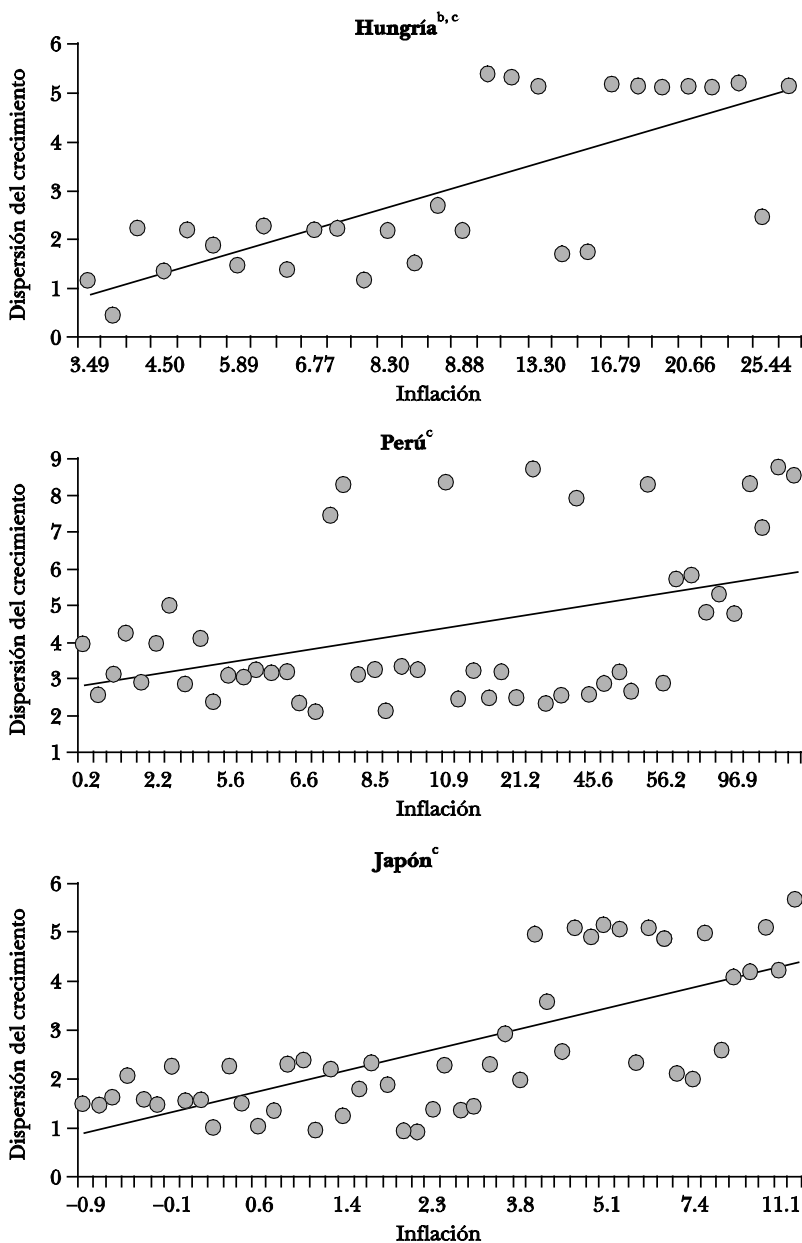 Hungría b, c
Dispersión del crecimiento
6
5
4
3
2
1
0
3.49 4.50 5.89 6.77 8.30 8.88 13.30 16.79 20.66 25.44
Inflación
Perú c
Dispersión del crecimiento
9
8
7
6
5
4
3
2
1
0.2 2.2 5.6 6.6 8.5 10.9 21.2 45.6 56.2 96.9
Inflación
Japón c
Dispersión del crecimiento
6
5
4
3
2
1
0
–0.9 –0.1 0.6 1.4 2.3 3.8 5.1 7.4 11.1
Inflación